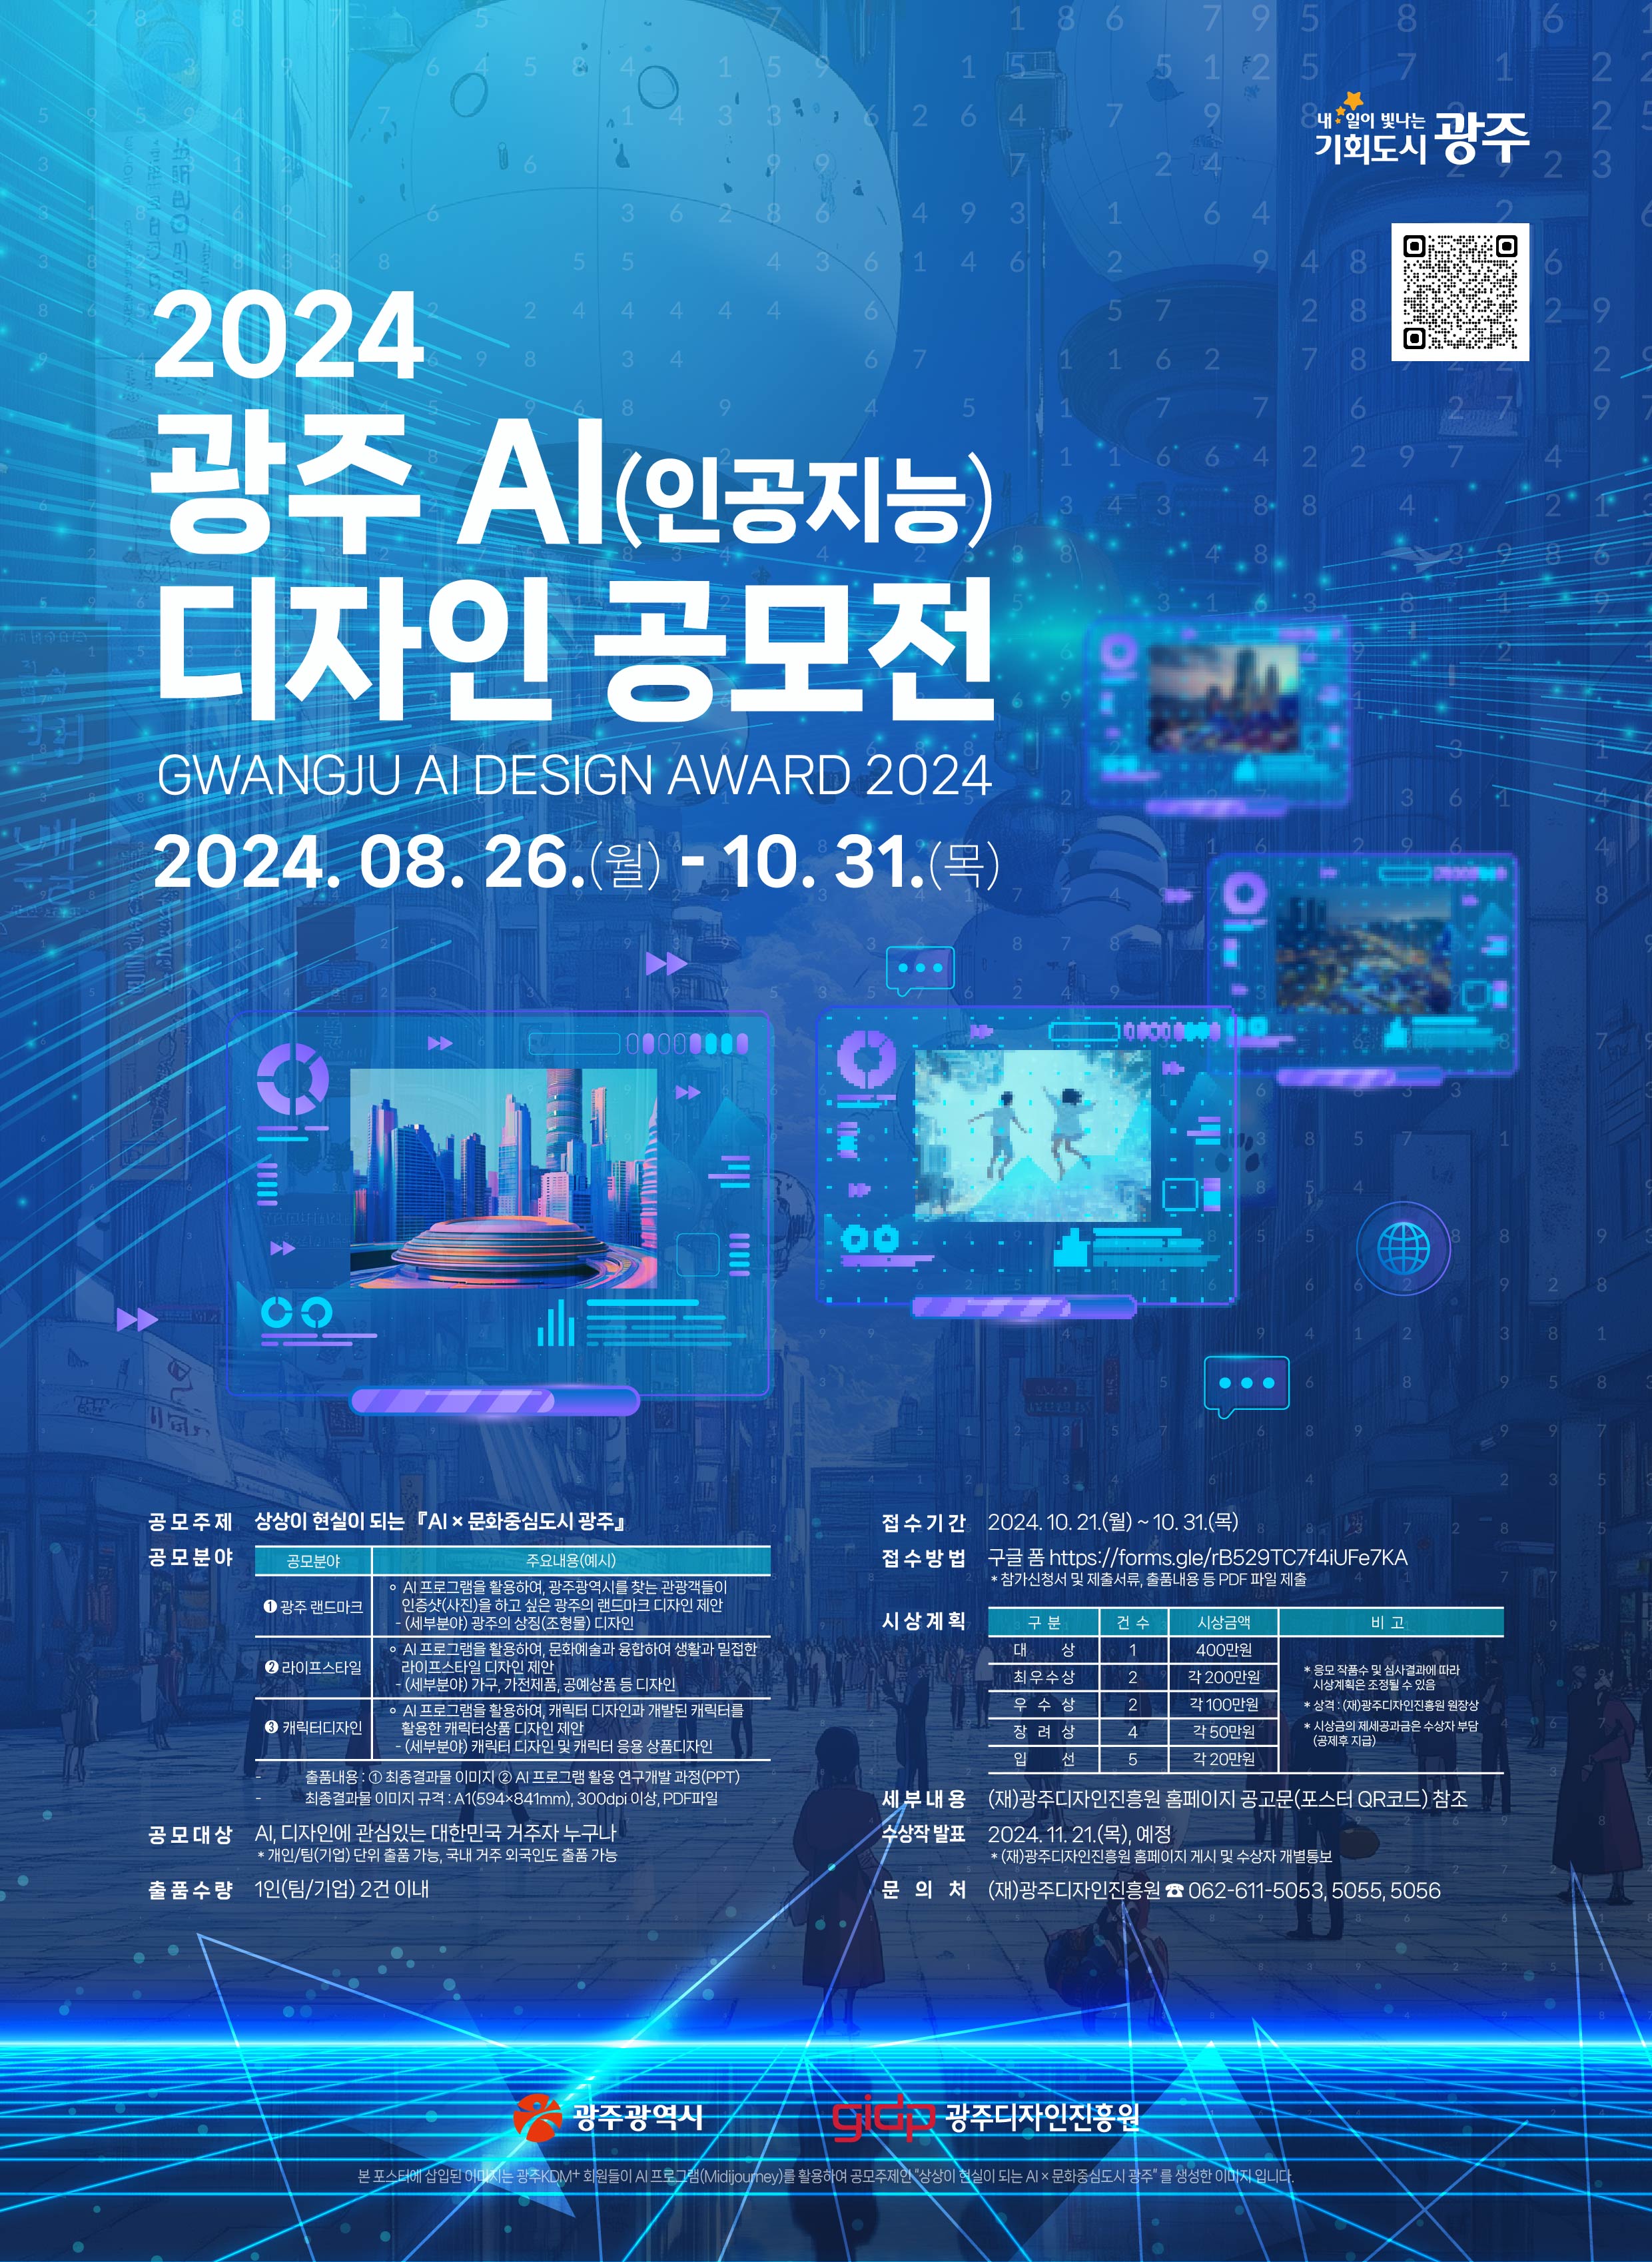 내★일이 빛나는
기회도시 광주
2024
광주 AI(인공지능)
디자인 공모전
GWANGJU AI DESIGN AWARD 2024
2024. 08. 26.(월) - 10. 31.(목)
공모주제 상상이 현실이 되는 『AI × 문화중심도시 광주』
공모분야
공모분야 주요내용(예시)
❶ 광주 랜드마크
◦ AI 프로그램을 활용하여, 광주광역시를 찾는 관광객들이
인증샷(사진)을 하고 싶은 광주의 랜드마크 디자인 제안
- (세부분야) 광주의 상징(조형물) 디자인
❷ 라이프스타일
◦ AI 프로그램을 활용하여, 문화예술과 융합하여 생활과 밀접한
라이프스타일 디자인 제안
- (세부분야) 가구, 가전제품, 공예상품 등 디자인
❸ 캐릭터디자인
◦ AI 프로그램을 활용하여, 캐릭터 디자인과 개발된 캐릭터를
활용한 캐릭터상품 디자인 제안
- (세부분야) 캐릭터 디자인 및 캐릭터 응용 상품디자인
- 출품내용 : ① 최종결과물 이미지 ② AI 프로그램 활용 연구개발 과정(PPT)
- 최종결과물 이미지 규격 : A1(594×841mm), 300dpi 이상, PDF파일
공모대상 AI, 디자인에 관심있는 대한민국 거주자 누구나
* 개인/팀(기업) 단위 출품 가능, 국내 거주 외국인도 출품 가능
출품수량 1인(팀/기업) 2건 이내
접수기간 2024. 10. 21.(월) ~ 10. 31.(목)
접수방법 구글 폼 https://forms.gle/rB529TC7f4iUFe7KA
* 참가신청서 및 제출서류, 출품내용 등 PDF 파일 제출
시상계획
구 분 건 수 시상금액 비 고
대 상 1 400만원
최우수상 2 각 200만원
우 수 상 2 각 100만원
장 려 상 4 각 50만원
입 선 5 각 20만원
* 응모 작품수 및 심사결과에 따라
시상계획은 조정될 수 있음
* 상격 : (재)광주디자인진흥원 원장상
* 시상금의 제세공과금은 수상자 부담
(공제후 지급)
세부내용 (재)광주디자인진흥원 홈페이지 공고문(포스터 QR코드) 참조
수상작 발표 2024. 11. 21.(목), 예정
* (재)광주디자인진흥원 홈페이지 게시 및 수상자 개별통보
문 의 처 (재)광주디자인진흥원 ☎ 062-611-5053, 5055, 5056
광주광역시
gidp 광주디자인진흥원
본 포스터에 삽입된 이미지는 광주KDM+ 회원들이 AI 프로그램(Midijourney)를 활용하여 공모주제인 "상상이 현실이 되는 AI × 문화중심도시 광주" 를 생성한 이미지 입니다.